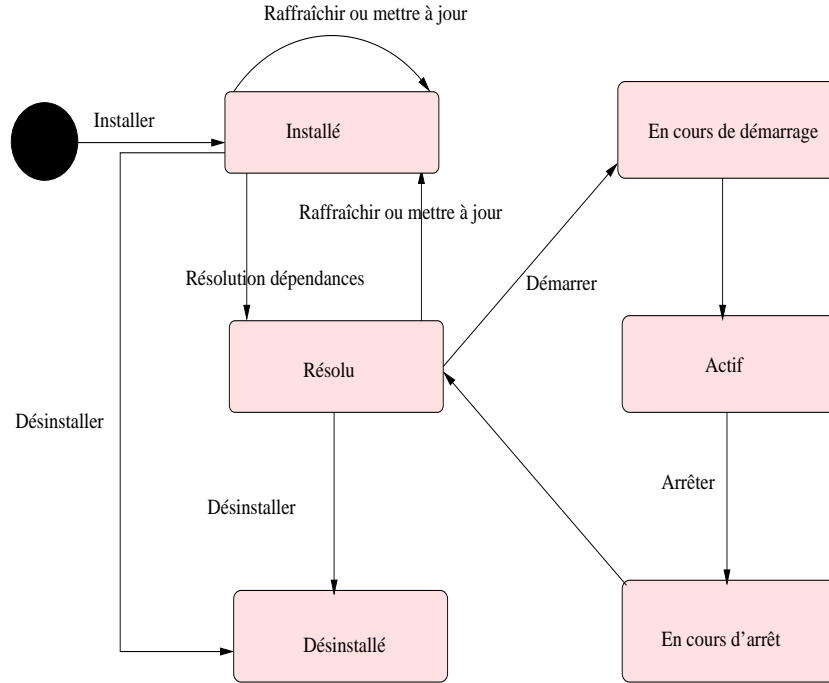 Raffraîchir ou mettre à jour
Installer
Installé
En cours de démarrage
Raffraîchir ou mettre à jour
Résolution dépendances
Démarrer
Résolu
Actif
Désinstaller
Arrêter
Désinstaller
Désinstallé
En cours d'arrêt